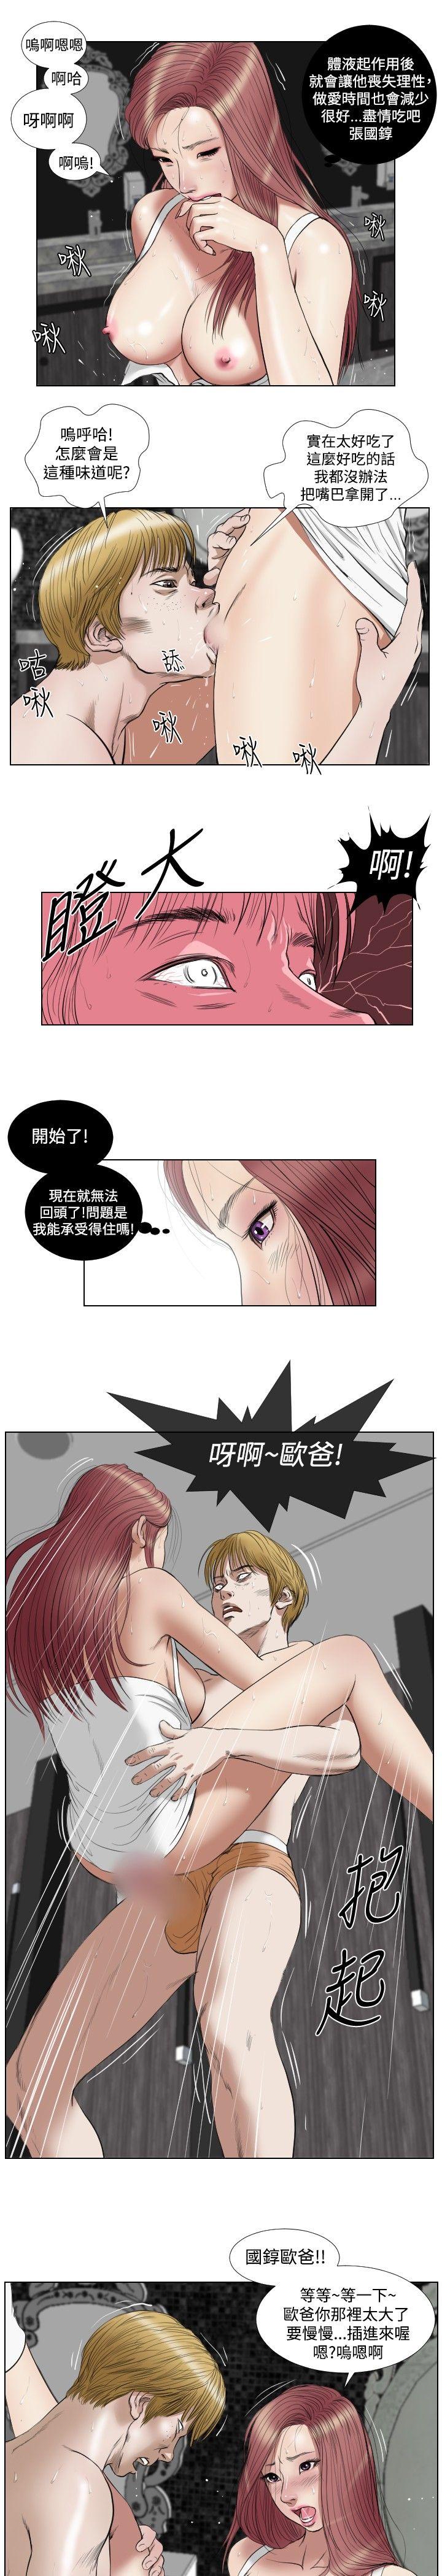 嗚啊嗯嗯
啊哈
呀啊啊
啊嗚!
體液起作用後
就會讓他喪失理性,
做愛時間也會減少
很好...盡情吃吧
張國錞
啾
啾
啾
啾
嗚呼哈!
怎麼會是
這種味道呢?
實在太好吃了
這麼好吃的話
我都沒辦法
把嘴巴拿開了...
咕
啾
舔
啾
啾
啾
瞪大
啊!
開始了!
現在就無法
回頭了!問題是
我能承受得住嗎!
呀啊~歐爸!
抱起
國錞歐爸!!
等等~等一下~
歐爸你那裡太大了
要慢慢...插進來喔
嗯?嗚嗯啊